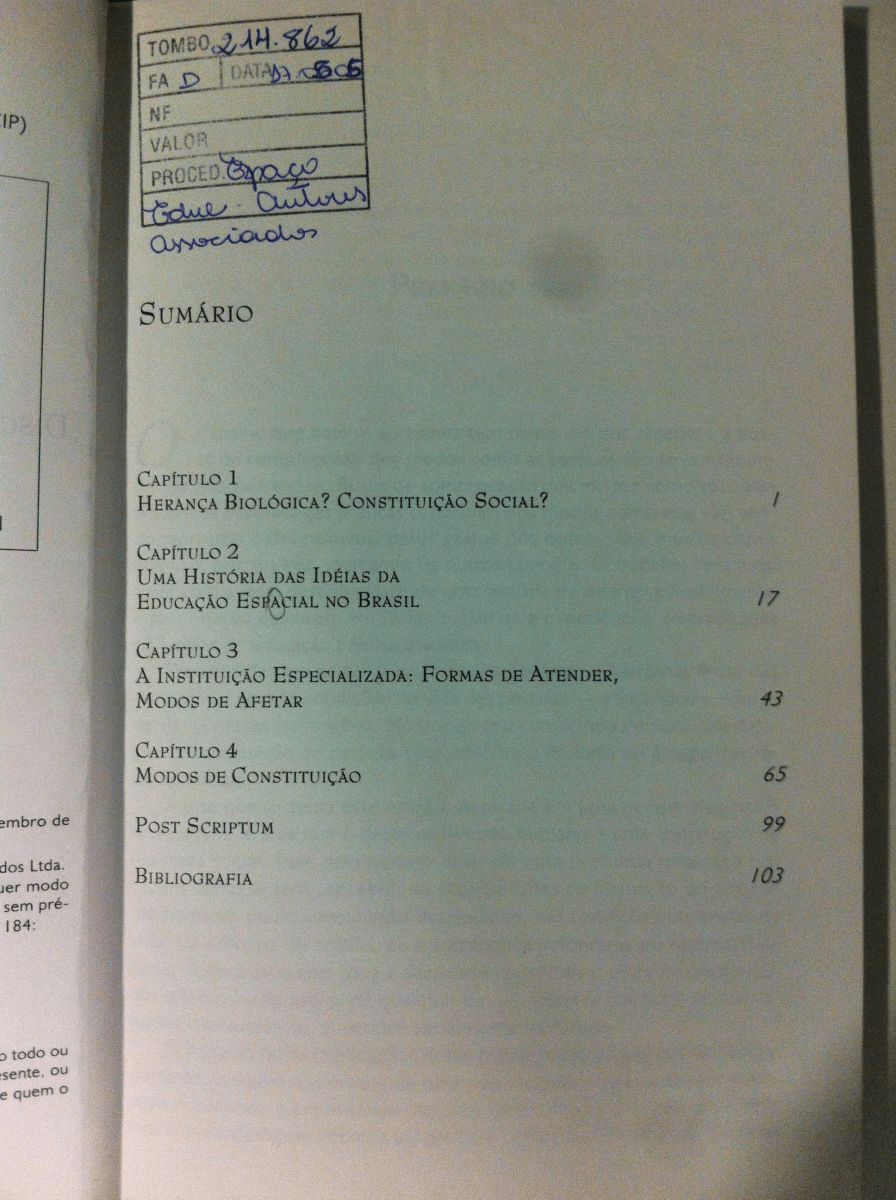 TOMBO 214.862
FA D DATA
NF
VALOR
PROCED. Espaço
Educ. Autores
Associados
IP)
SUMÁRIO
CAPÍTULO 1
HERANÇA BIOLÓGICA? CONSTITUIÇÃO SOCIAL? 1
CAPÍTULO 2
UMA HISTÓRIA DAS IDÉIAS DA
EDUCAÇÃO ESPACIAL NO BRASIL 17
CAPÍTULO 3
A INSTITUIÇÃO ESPECIALIZADA: FORMAS DE ATENDER,
MODOS DE AFETAR 43
CAPÍTULO 4
MODOS DE CONSTITUIÇÃO 65
POST SCRIPTUM 99
BIBLIOGRAFIA 103
embro de
dos Ltda.
uer modo
sem pré-
184:
o todo ou
esente, ou
e quem o